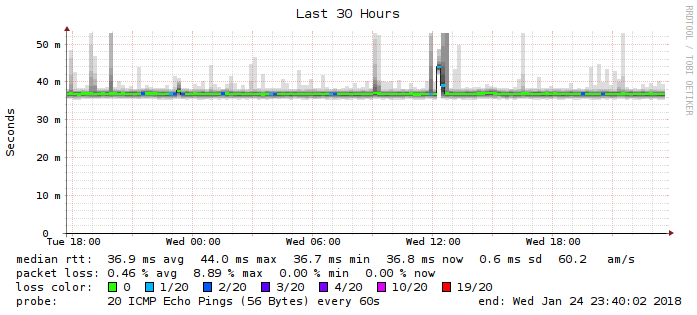 Last 30 Hours
RRDTOOL / TOBI OETIKER
Seconds
50 m
40 m
30 m
20 m
10 m
0
Tue 18:00 Wed 00:00 Wed 06:00 Wed 12:00 Wed 18:00
median rtt: 36.9 ms avg 44.0 ms max 36.7 ms min 36.8 ms now 0.6 ms sd 60.2 am/s
packet loss: 0.46 % avg 8.89 % max 0.00 % min 0.00 % now
loss color: 0 1/20 2/20 3/20 4/20 10/20 19/20
probe: 20 ICMP Echo Pings (56 Bytes) every 60s end: Wed Jan 24 23:40:02 2018